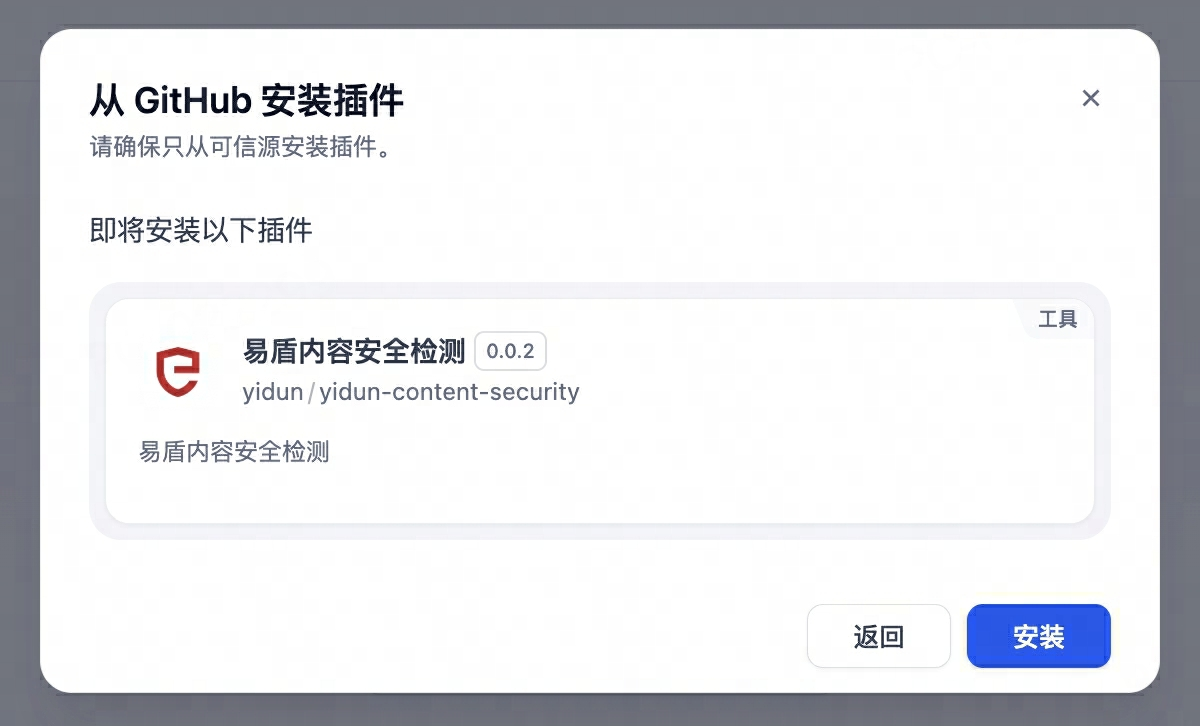 从 GitHub 安装插件
请确保只从可信源安装插件。
即将安装以下插件
工具
易盾内容安全检测 0.0.2
yidun / yidun-content-security
易盾内容安全检测
返回 安装